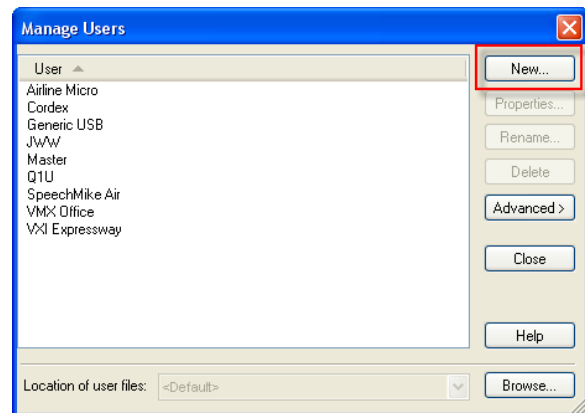 Manage Users
User
Airline Micro
Cordex
Generic USB
JWW
Master
Q1U
SpeechMike Air
VMX Office
VXI Expressway
New...
Properties...
Rename...
Delete
Advanced >
Close
Help
Location of user files: <Default> Browse...